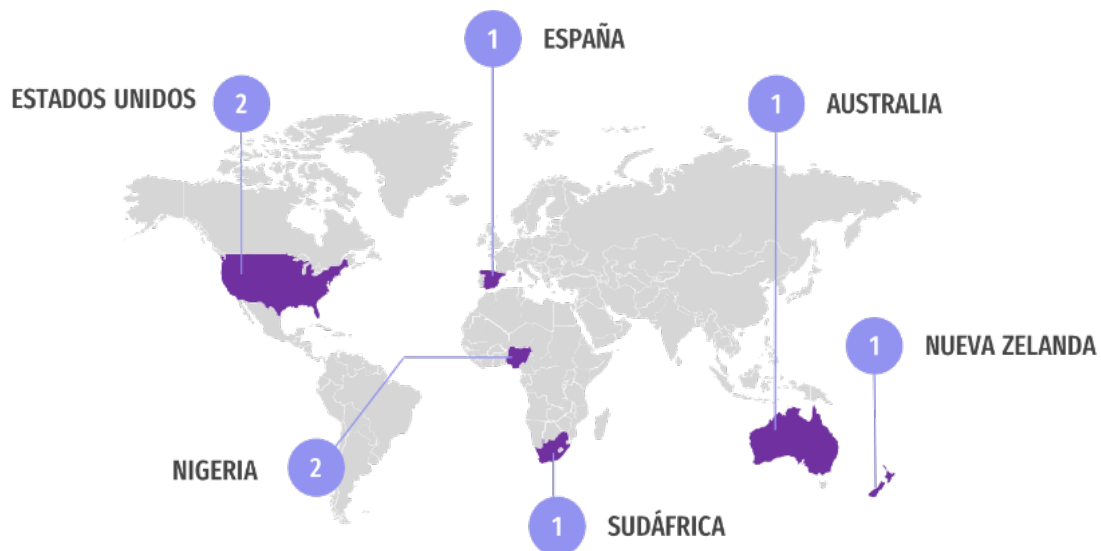 1 ESPAÑA
ESTADOS UNIDOS 2
1 AUSTRALIA
1 NUEVA ZELANDA
NIGERIA 2
1 SUDÁFRICA